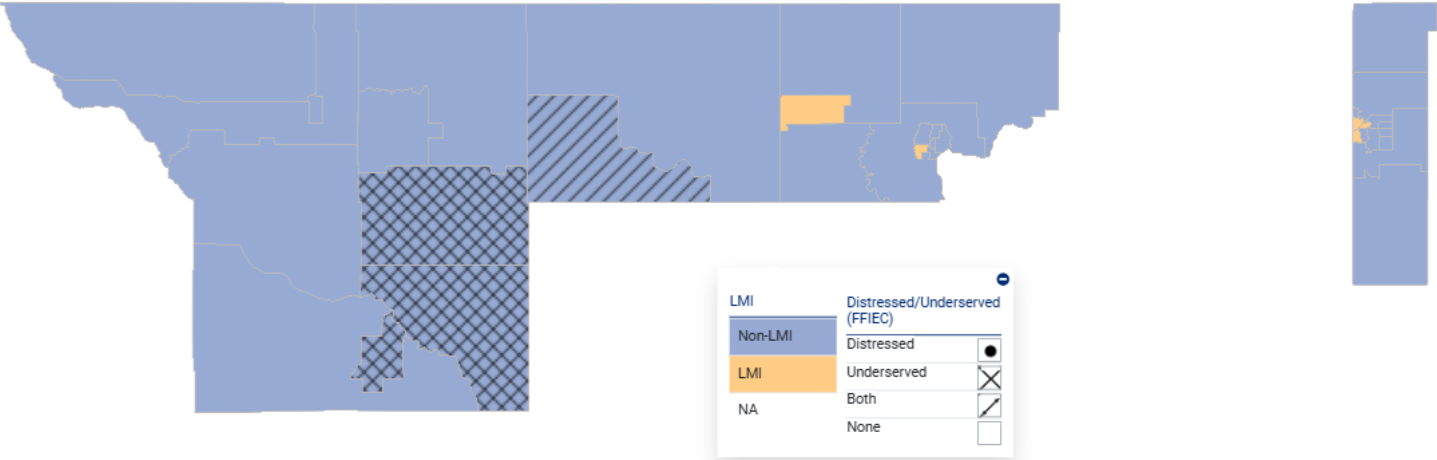 LMI
Non-LMI
LMI
NA
Distressed/Underserved
(FFIEC)
Distressed
Underserved
Both
None